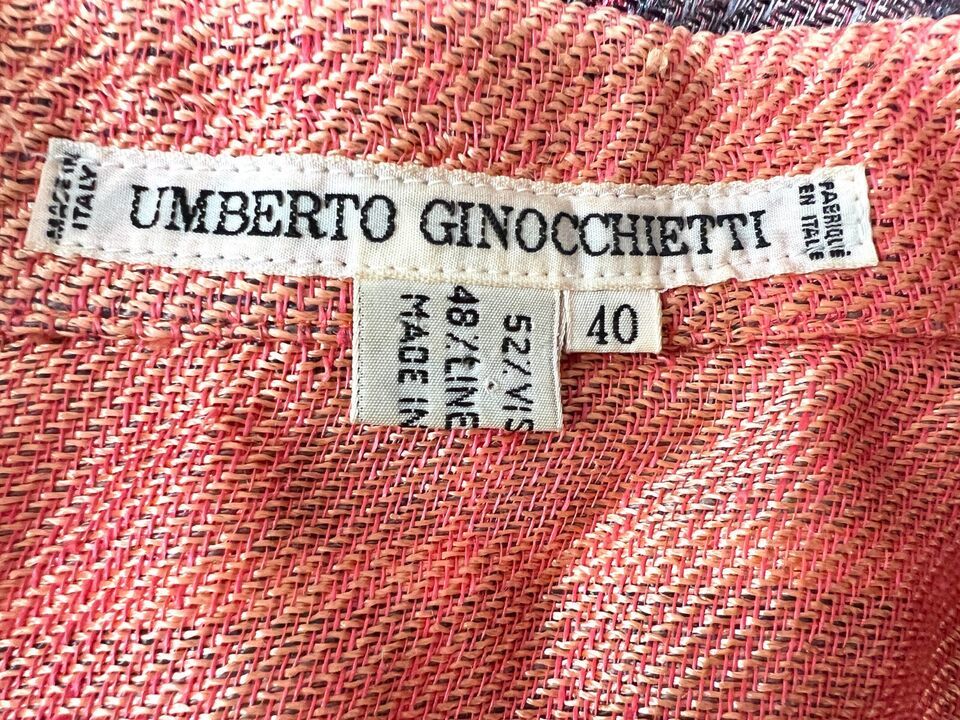 MADE IN
ITALY
UMBERTO GINOCCHIETTI
FABRIQUÉ
EN ITALIE
52% VIS
48% LINE
MADE IN
40